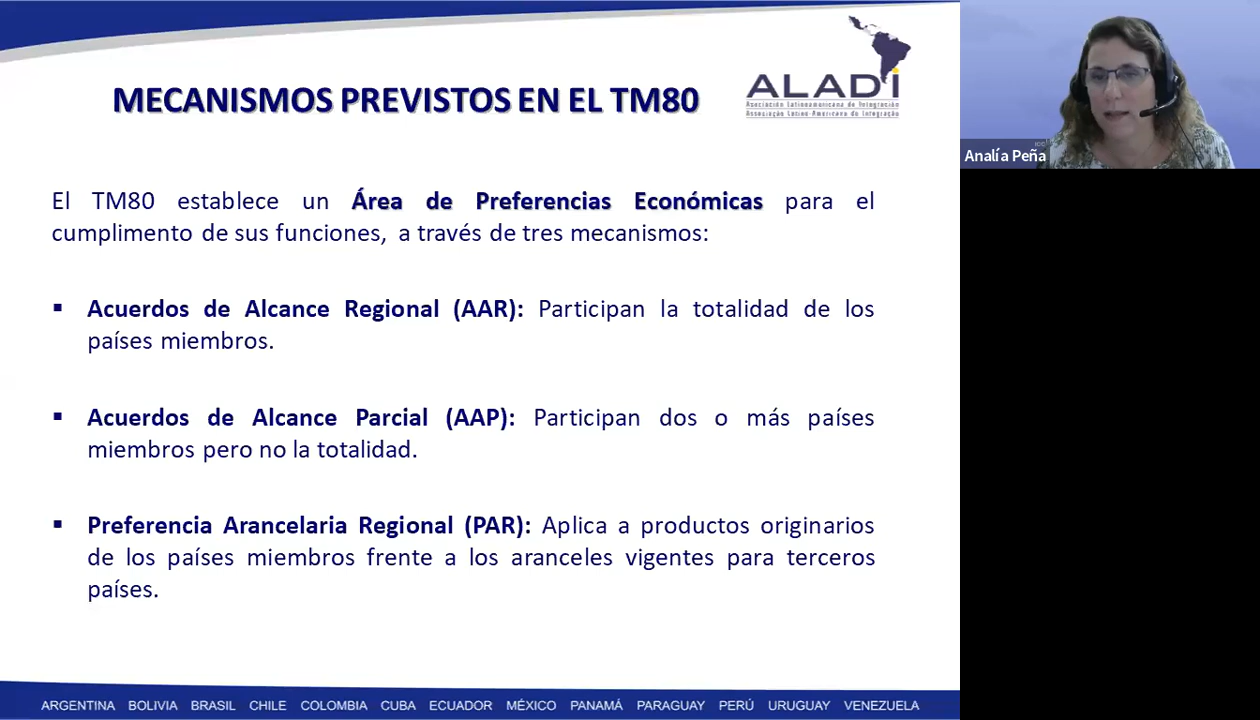 ALADI
Asociación Latinoamericana de Integración
Associação Latino-Americana de Integração
MECANISMOS PREVISTOS EN EL TM80
Analía Peña
El TM80 establece un Área de Preferencias Económicas para el
cumplimento de sus funciones, a través de tres mecanismos:
▪ Acuerdos de Alcance Regional (AAR): Participan la totalidad de los
países miembros.
▪ Acuerdos de Alcance Parcial (AAP): Participan dos o más países
miembros pero no la totalidad.
▪ Preferencia Arancelaria Regional (PAR): Aplica a productos originarios
de los países miembros frente a los aranceles vigentes para terceros
países.
ARGENTINA BOLIVIA BRASIL CHILE COLOMBIA CUBA ECUADOR MÉXICO PANAMÁ PARAGUAY PERÚ URUGUAY VENEZUELA